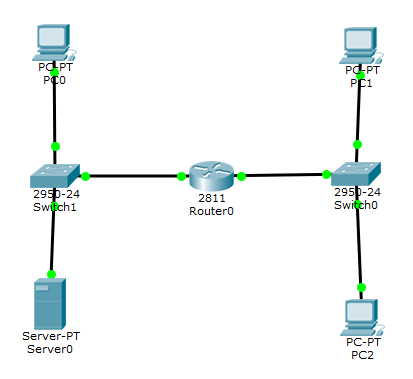 PC-PT
PC0
PC-PT
PC1
2950-24
Switch1
2811
Router0
2950-24
Switch0
Server-PT
Server0
PC-PT
PC2